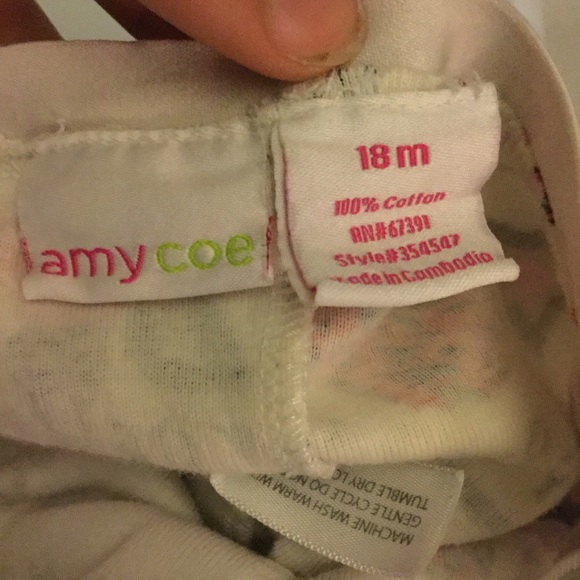 amy coe
18 m
100% Cotton
RN#67391
Style#354547
Made in Cambodia
MACHINE WASH WARM
GENTLE CYCLE DO
TUMBLE DRY